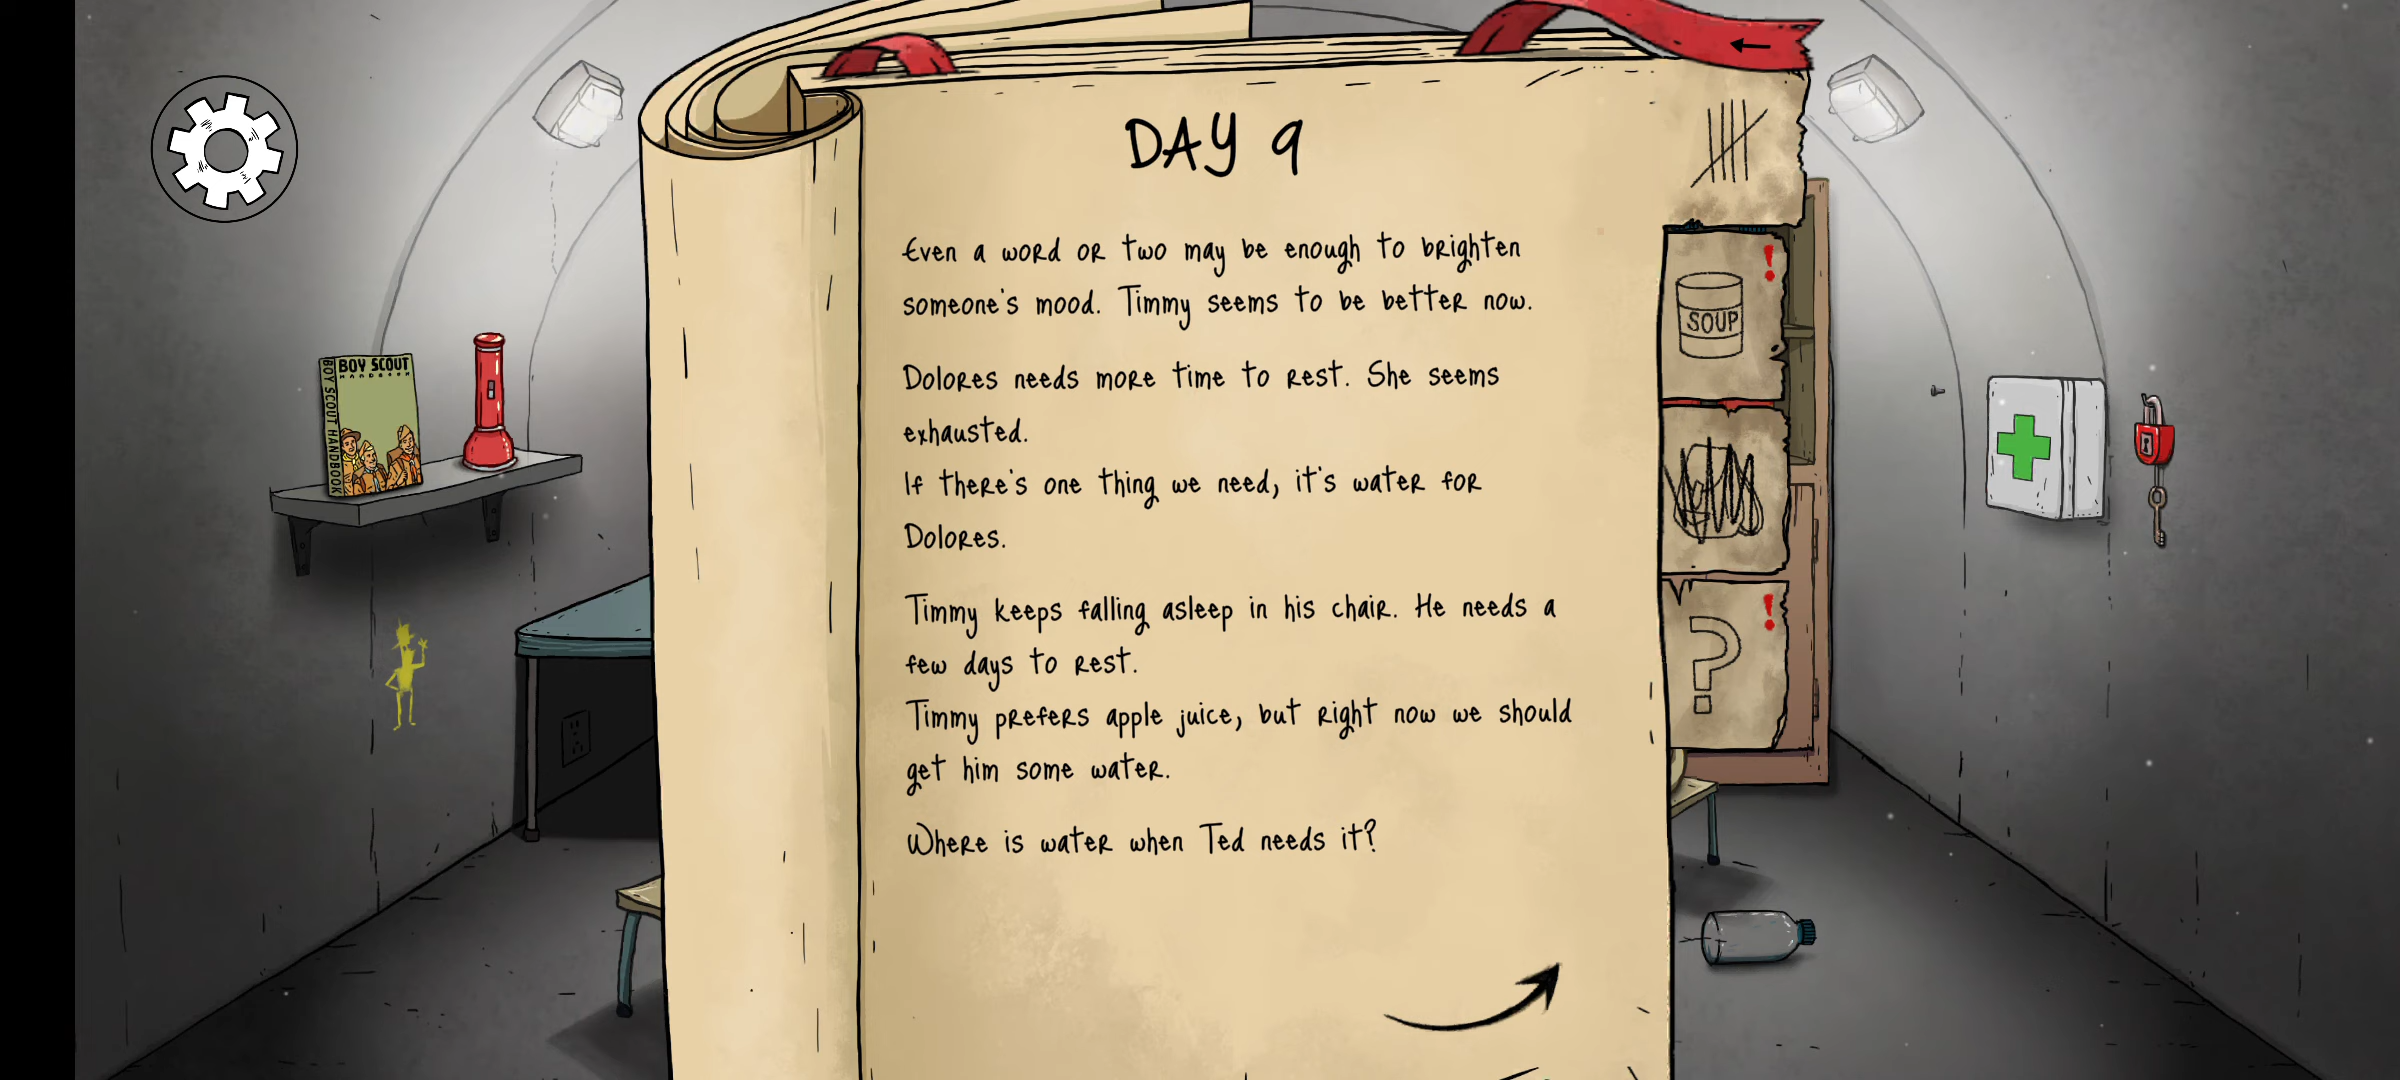 DAY 9
Even a word or two may be enough to brighten
someone's mood. Timmy seems to be better now.
Dolores needs more time to rest. She seems
exhausted.
If there's one thing we need, it's water for
Dolores.
Timmy keeps falling asleep in his chair. He needs a
few days to rest.
Timmy prefers apple juice, but right now we should
get him some water.
Where is water when Ted needs it?
BOY SCOUT
HANDBOOK
BOY SCOUT HANDBOOK
!
SOUP
!
?